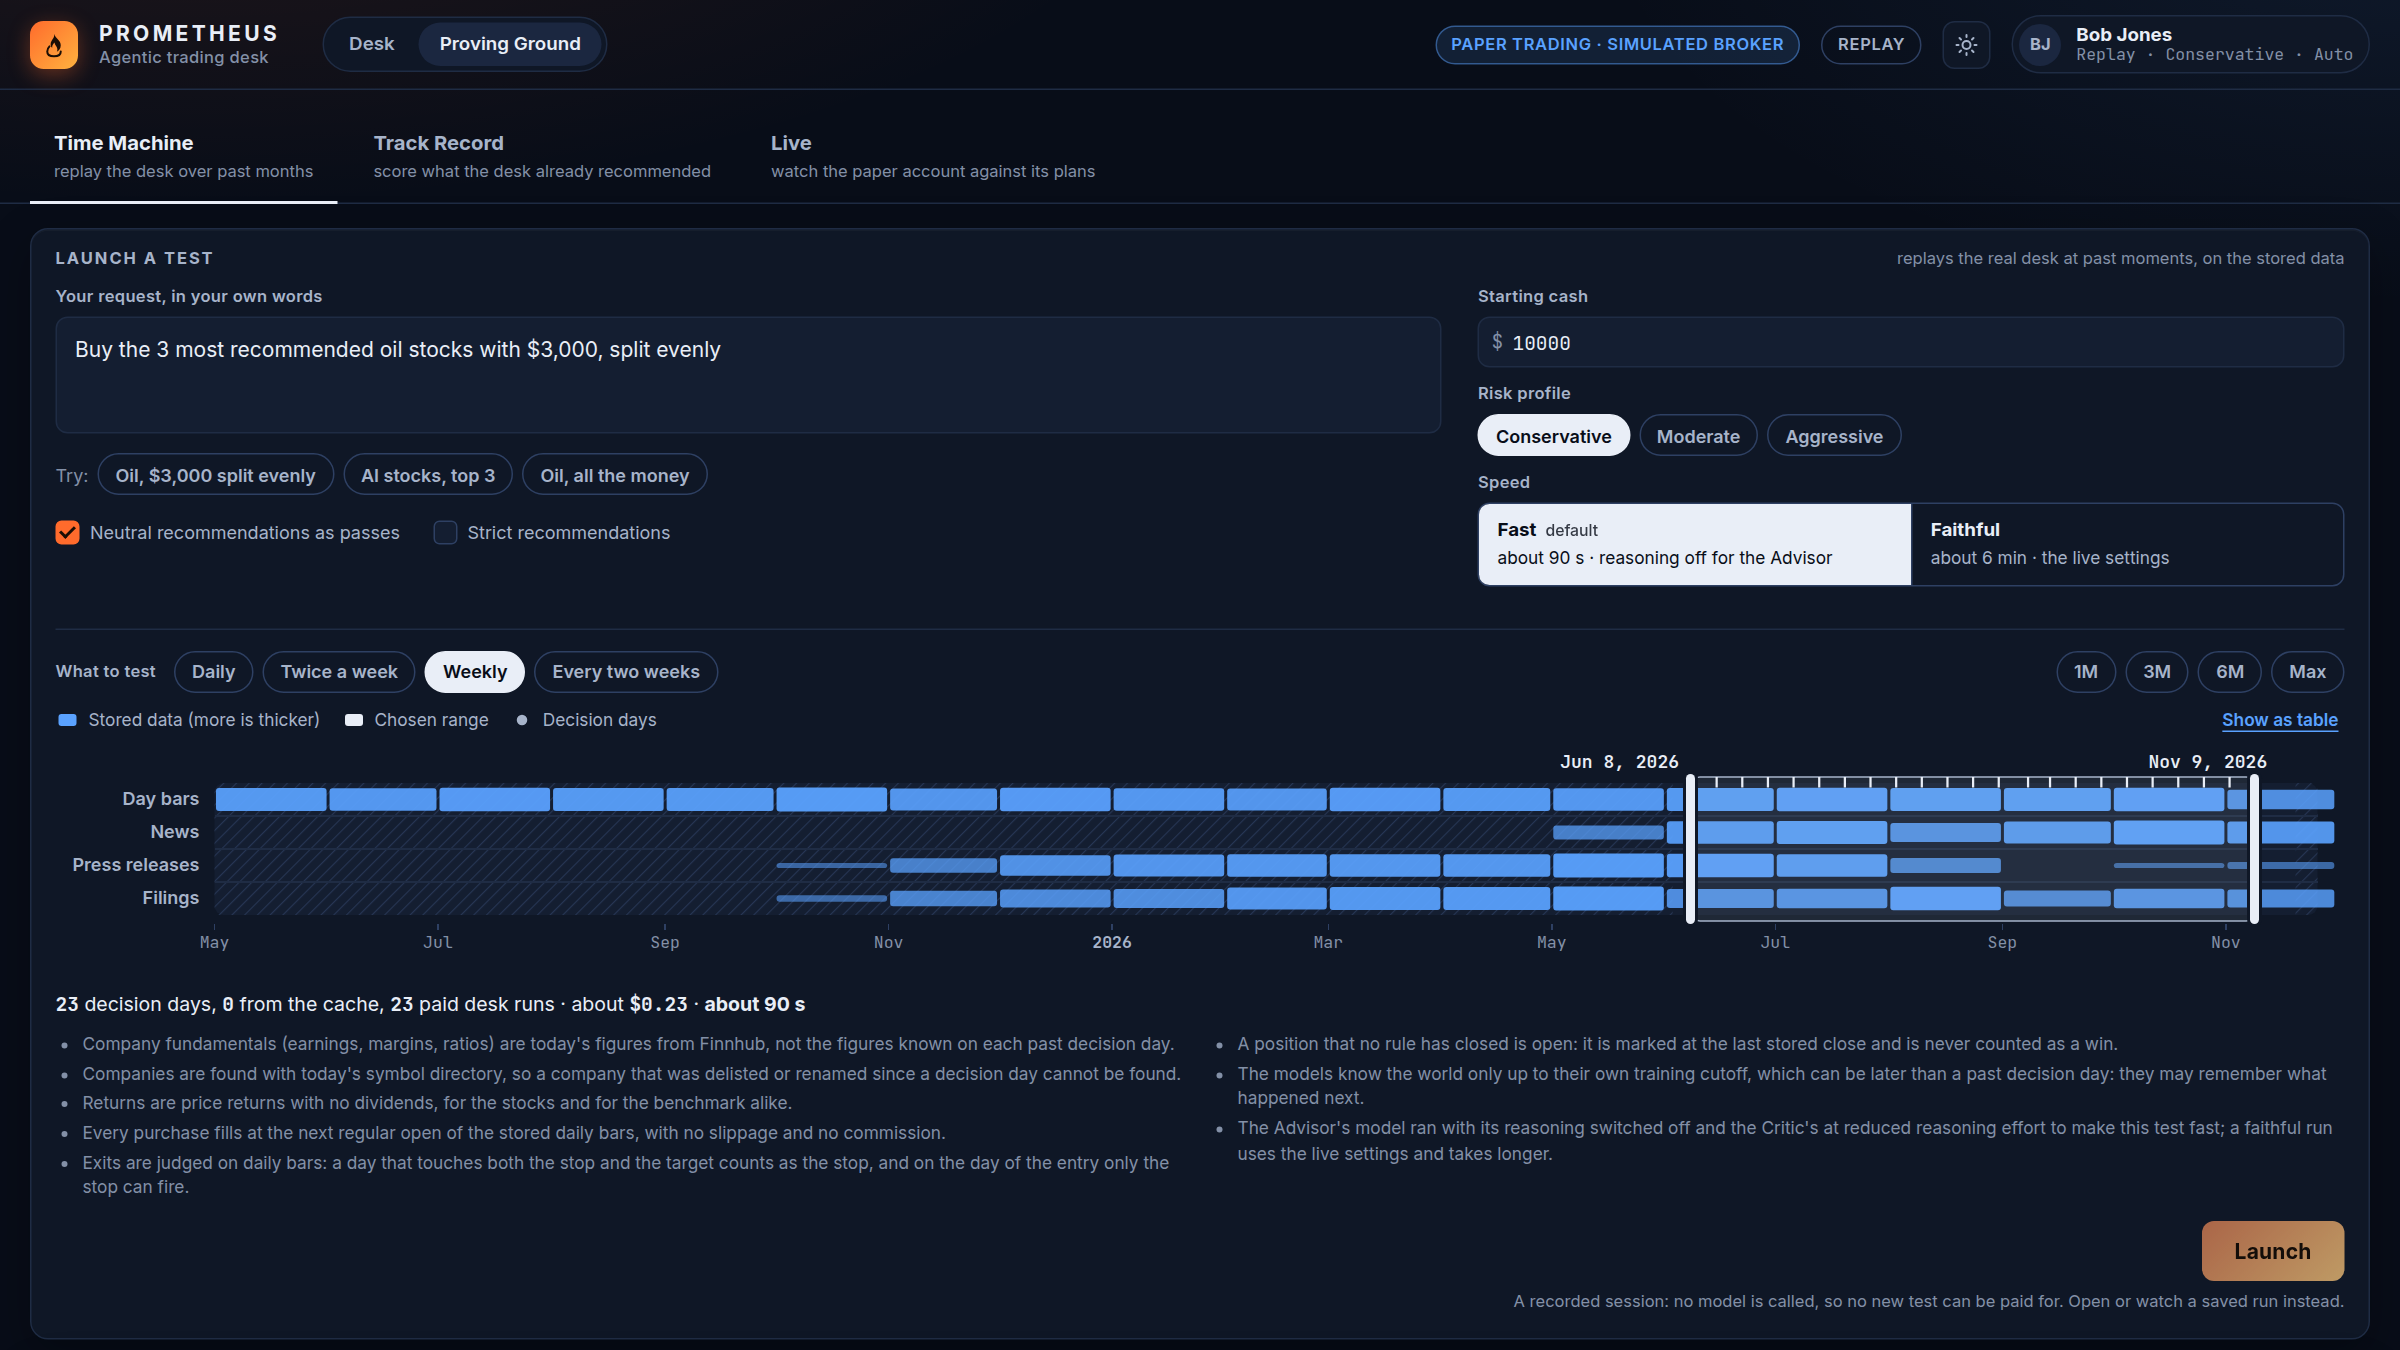 PROMETHEUS
Agentic trading desk
Desk
Proving Ground
PAPER TRADING · SIMULATED BROKER
REPLAY
BJ
Bob Jones
Replay · Conservative · Auto
Time Machine
replay the desk over past months
Track Record
score what the desk already recommended
Live
watch the paper account against its plans
LAUNCH A TEST
replays the real desk at past moments, on the stored data
Your request, in your own words
Buy the 3 most recommended oil stocks with $3,000, split evenly
Try:
Oil, $3,000 split evenly
AI stocks, top 3
Oil, all the money
Neutral recommendations as passes
Strict recommendations
Starting cash
$ 10000
Risk profile
Conservative
Moderate
Aggressive
Speed
Fast default
about 90 s · reasoning off for the Advisor
Faithful
about 6 min · the live settings
What to test
Daily
Twice a week
Weekly
Every two weeks
1M
3M
6M
Max
Stored data (more is thicker)
Chosen range
Decision days
Show as table
Jun 8, 2026
Nov 9, 2026
Day bars
News
Press releases
Filings
May
Jul
Sep
Nov
2026
Mar
May
Jul
Sep
Nov
23 decision days, 0 from the cache, 23 paid desk runs · about $0.23 · about 90 s
Company fundamentals (earnings, margins, ratios) are today's figures from Finnhub, not the figures known on each past decision day.
Companies are found with today's symbol directory, so a company that was delisted or renamed since a decision day cannot be found.
Returns are price returns with no dividends, for the stocks and for the benchmark alike.
Every purchase fills at the next regular open of the stored daily bars, with no slippage and no commission.
Exits are judged on daily bars: a day that touches both the stop and the target counts as the stop, and on the day of the entry only the
stop can fire.
A position that no rule has closed is open: it is marked at the last stored close and is never counted as a win.
The models know the world only up to their own training cutoff, which can be later than a past decision day: they may remember what
happened next.
The Advisor's model ran with its reasoning switched off and the Critic's at reduced reasoning effort to make this test fast; a faithful run
uses the live settings and takes longer.
Launch
A recorded session: no model is called, so no new test can be paid for. Open or watch a saved run instead.